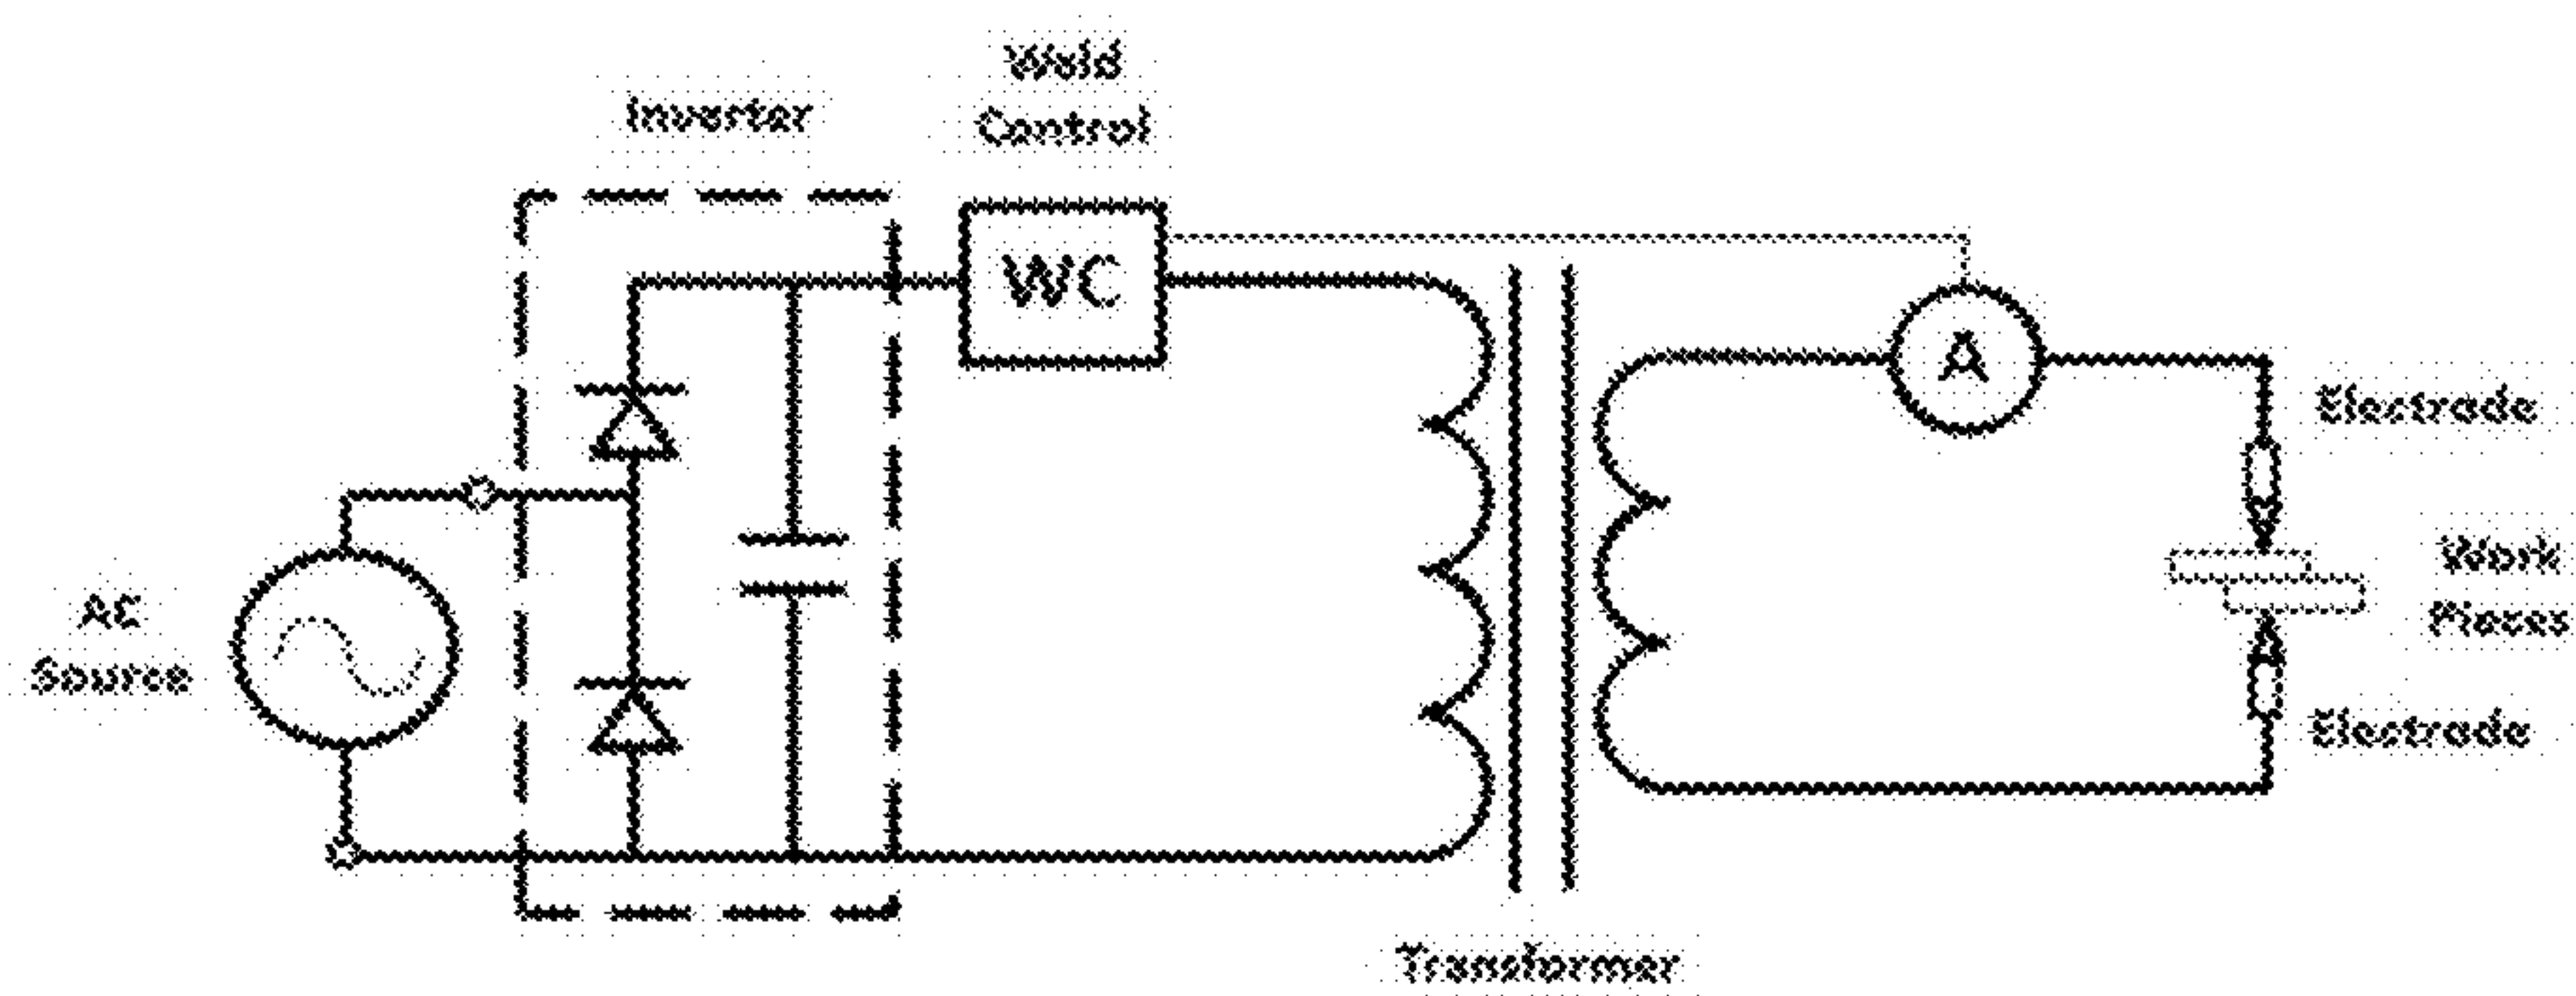 Weld
Control
Inverter
WC
A
Electrode
AC
Source
Work
Pieces
Electrode
Transformer